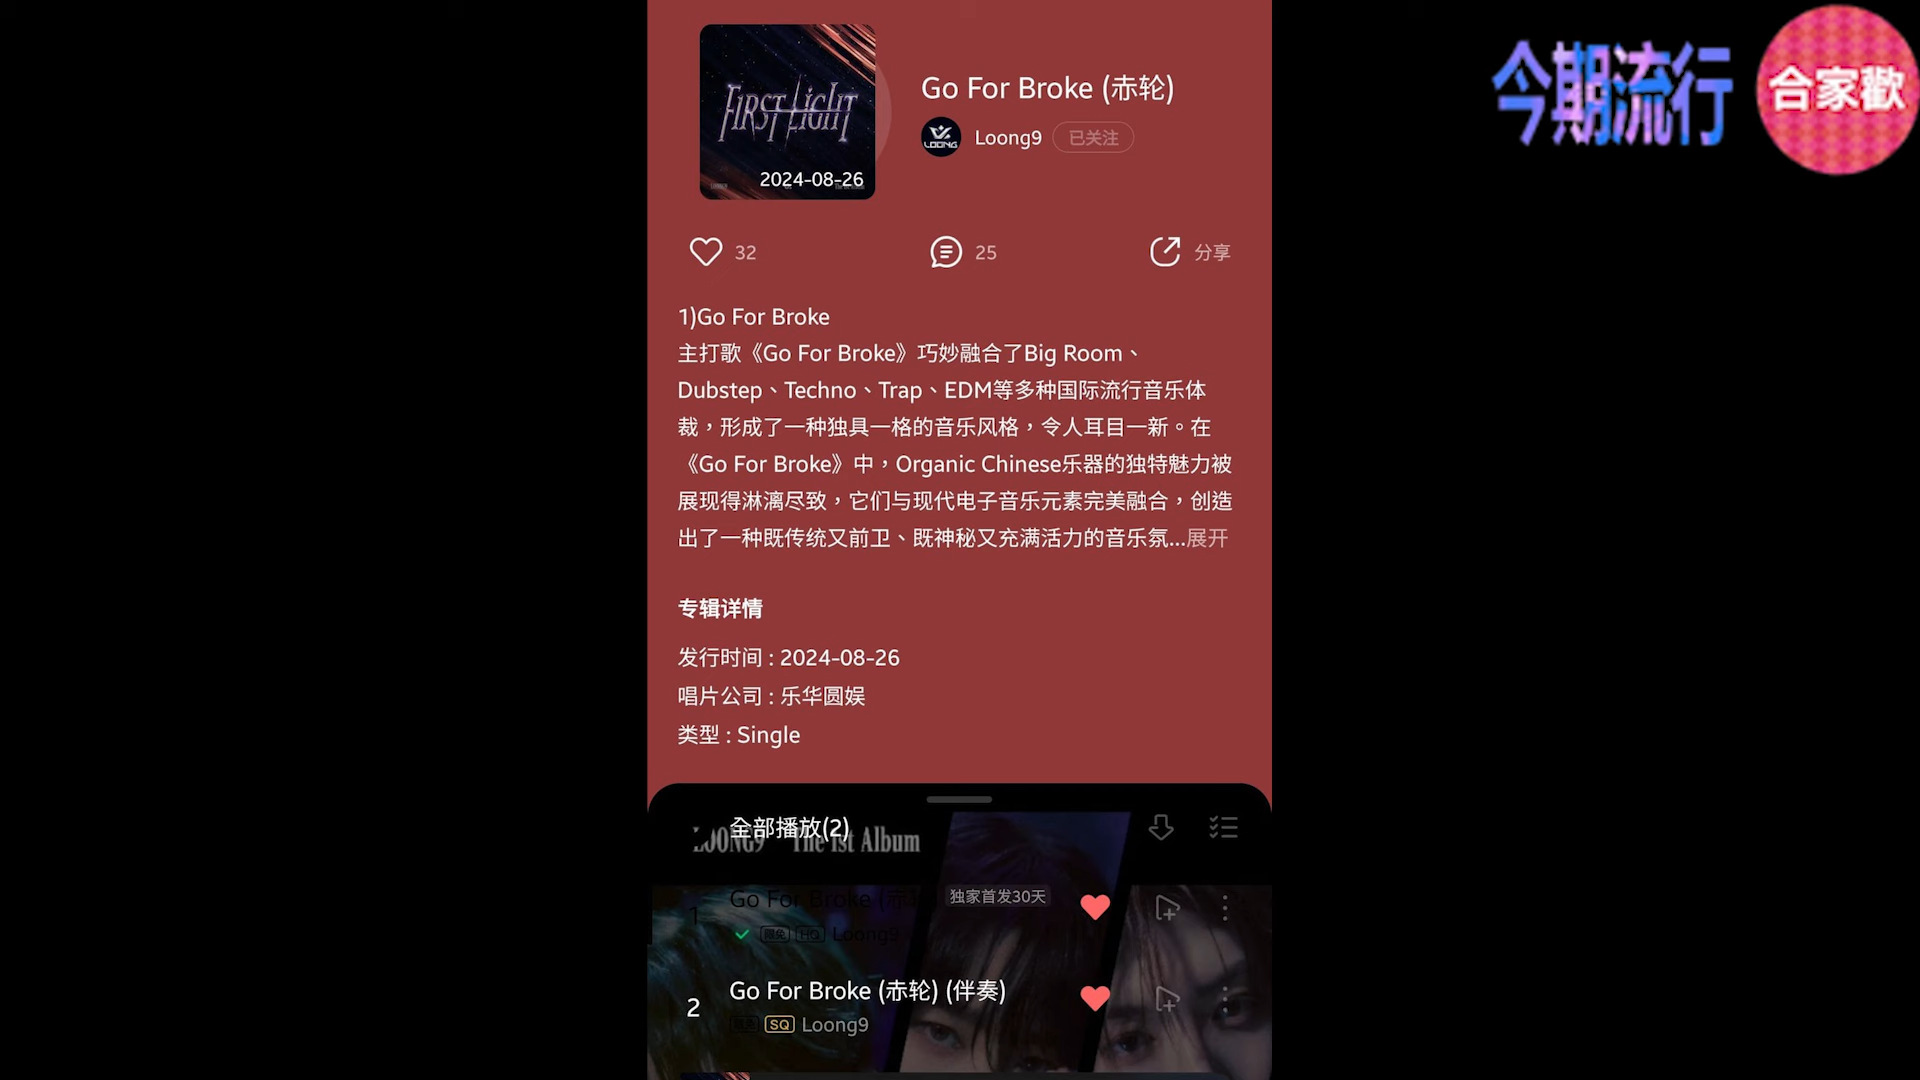 FIRST LIGHT
2024-08-26
Go For Broke (赤轮)
LOONG
Loong9
已关注
今期流行
合家歡
32
25
分享
1)Go For Broke
主打歌《Go For Broke》巧妙融合了Big Room、
Dubstep、Techno、Trap、EDM等多种国际流行音乐体
裁，形成了一种独具一格的音乐风格，令人耳目一新。在
《Go For Broke》中，Organic Chinese乐器的独特魅力被
展现得淋漓尽致，它们与现代电子音乐元素完美融合，创造
出了一种既传统又前卫、既神秘又充满活力的音乐氛...展开
专辑详情
发行时间 : 2024-08-26
唱片公司 : 乐华圆娱
类型 : Single
全部播放(2)
LOONG9 The 1st Album
1
Go For Broke (赤
独家首发30天
HQ Loong9
2
Go For Broke (赤轮) (伴奏)
SQ Loong9